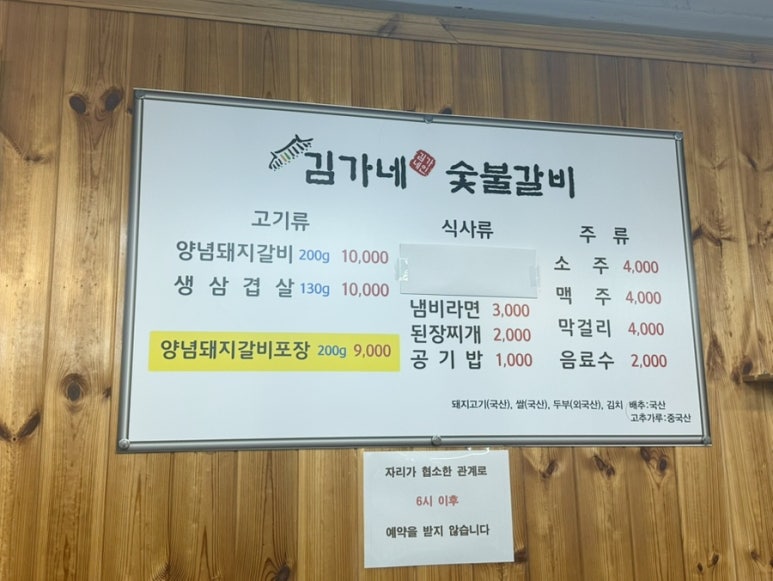 김가네 숯불갈비
고기류
양념돼지갈비 200g 10,000
생 삼 겹 살 130g 10,000
양념돼지갈비포장 200g 9,000
식사류
냄비라면 3,000
된장찌개 2,000
공 기 밥 1,000
주 류
소 주 4,000
맥 주 4,000
막걸리 4,000
음료수 2,000
돼지고기(국산), 쌀(국산), 두부(외국산), 김치 배추:국산
고추가루:중국산
자리가 협소한 관계로
6시 이후
예약을 받지 않습니다